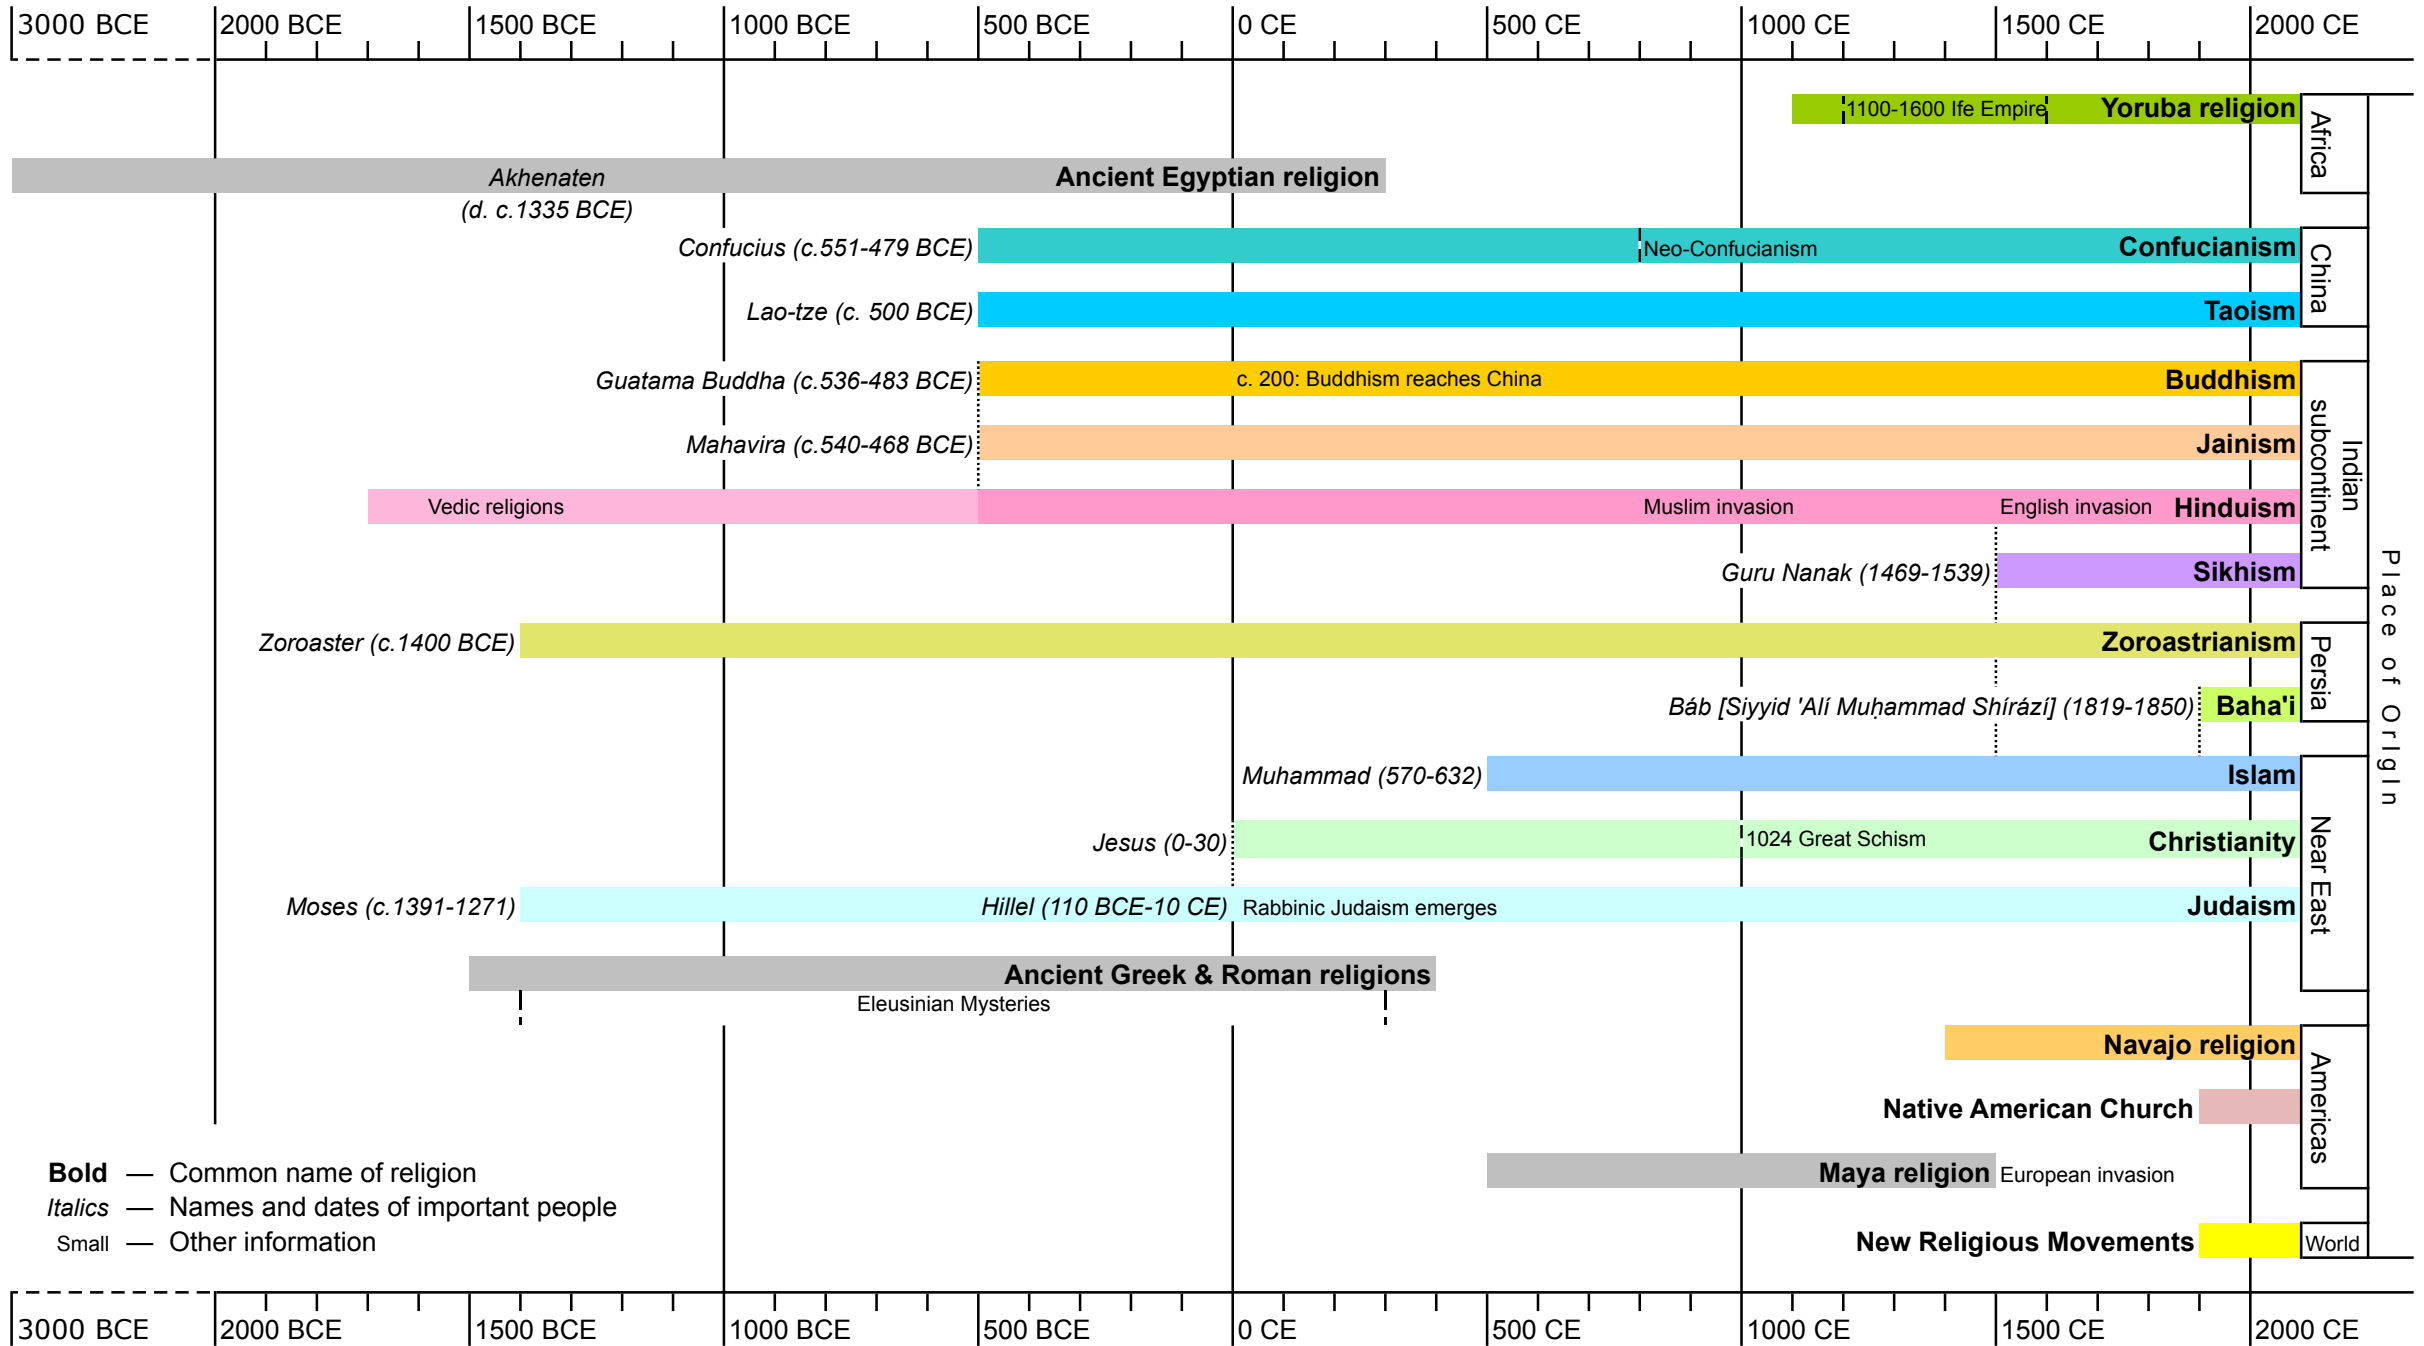 3000 BCE 2000 BCE 1500 BCE 1000 BCE 500 BCE 0 CE 500 CE 1000 CE 1500 CE 2000 CE
1100-1600 Ife Empire Yoruba religion
Africa
Akhenaten Ancient Egyptian religion
(d. c.1335 BCE)
Confucius (c.551-479 BCE) Neo-Confucianism Confucianism
China
Lao-tze (c. 500 BCE) Taoism
Guatama Buddha (c.536-483 BCE) c. 200: Buddhism reaches China Buddhism
Mahavira (c.540-468 BCE) Jainism
Indian
subcontinent
Vedic religions Muslim invasion English invasion Hinduism
Guru Nanak (1469-1539) Sikhism
Place of OrIgIn
Zoroaster (c.1400 BCE) Zoroastrianism
Persia
Báb [Siyyid 'Alí Muḥammad Shírází] (1819-1850) Baha'i
Muhammad (570-632) Islam
Jesus (0-30) 1024 Great Schism Christianity
Near East
Moses (c.1391-1271) Hillel (110 BCE-10 CE) Rabbinic Judaism emerges Judaism
Ancient Greek & Roman religions
Eleusinian Mysteries
Navajo religion
Americas
Native American Church
Maya religion European invasion
New Religious Movements World
Bold — Common name of religion
Italics — Names and dates of important people
Small — Other information
3000 BCE 2000 BCE 1500 BCE 1000 BCE 500 BCE 0 CE 500 CE 1000 CE 1500 CE 2000 CE